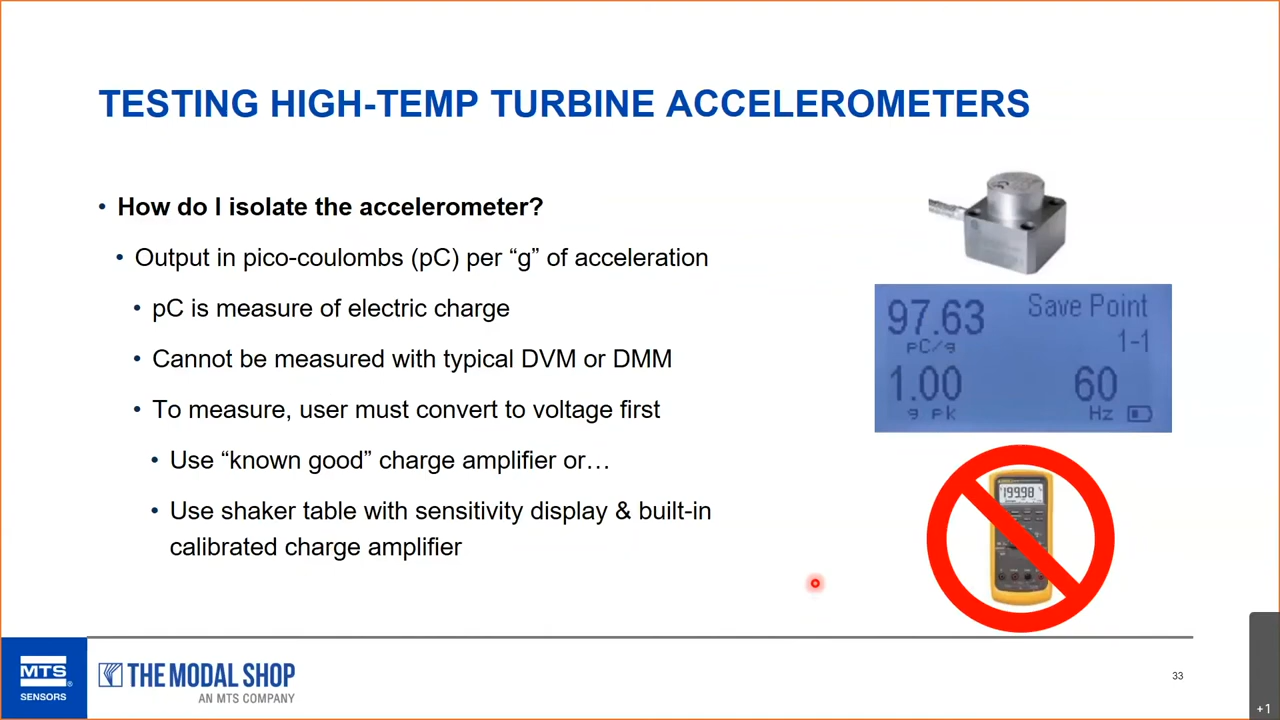 TESTING HIGH-TEMP TURBINE ACCELEROMETERS
• How do I isolate the accelerometer?
• Output in pico-coulombs (pC) per “g” of acceleration
• pC is measure of electric charge
• Cannot be measured with typical DVM or DMM
• To measure, user must convert to voltage first
• Use “known good” charge amplifier or…
• Use shaker table with sensitivity display & built-in
calibrated charge amplifier
97.63 Save Point
pC/g 1-1
1.00 60
g pk Hz
199.98
MTS®
SENSORS
THE MODAL SHOP
AN MTS COMPANY
33
+1